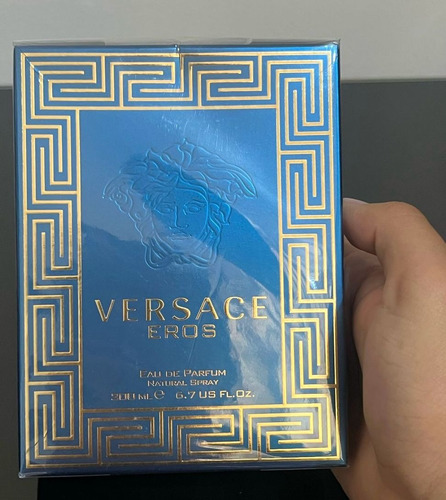 VERSACE
EROS
EAU DE PARFUM
NATURAL SPRAY
200 ML℮ 6.7 US FL.OZ.